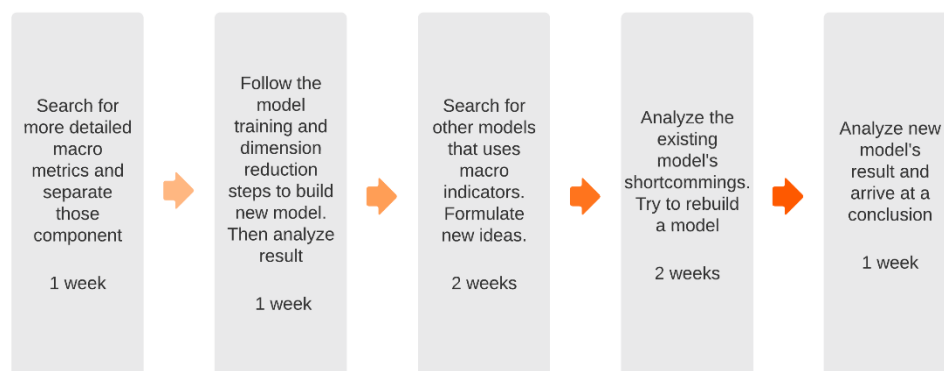 Search for
more detailed
macro
metrics and
separate
those
component
1 week
Follow the
model
training and
dimension
reduction
steps to build
new model.
Then analyze
result
1 week
Search for
other models
that uses
macro
indicators.
Formulate
new ideas.
2 weeks
Analyze the
existing
model's
shortcommings.
Try to rebuild
a model
2 weeks
Analyze new
model's
result and
arrive at a
conclusion
1 week